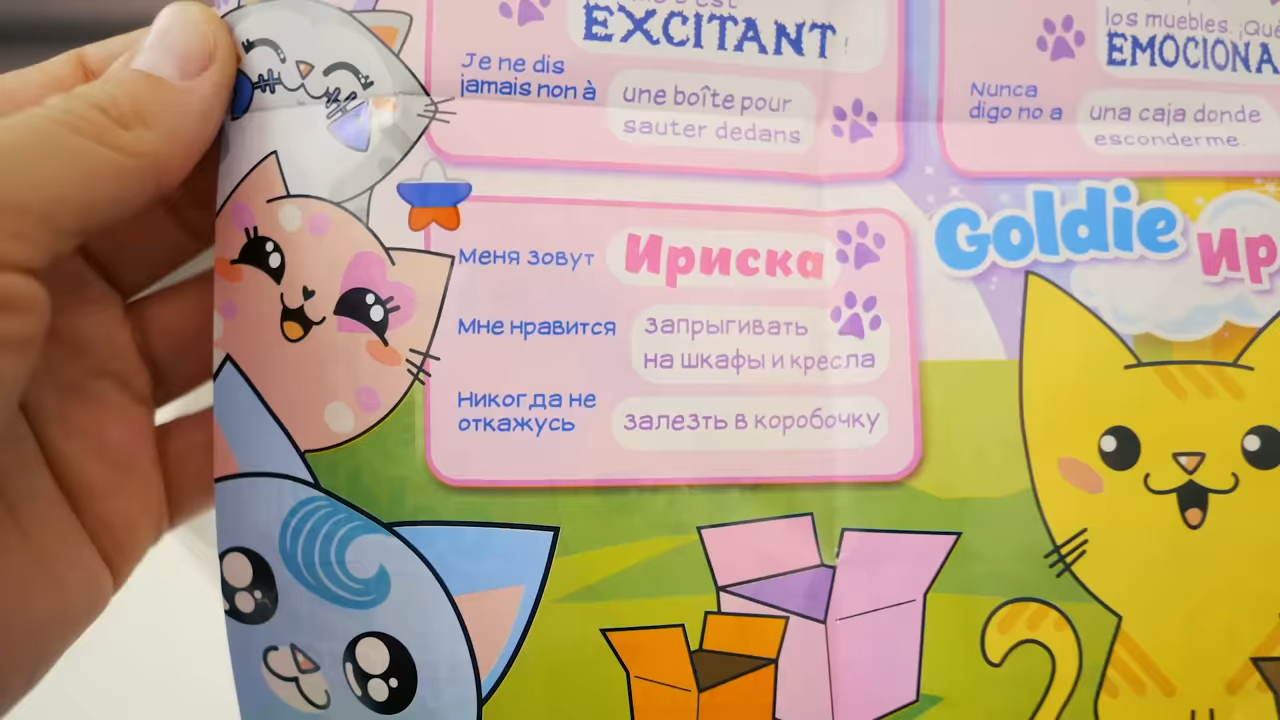 EXCITANT!
Je ne dis
jamais non à
une boîte pour
sauter dedans
los muebles. ¡Qué
EMOCIONA
Nunca
digo no a
una caja donde
esconderme.
Меня зовут
Ириска
Мне нравится
запрыгивать
на шкафы и кресла
Никогда не
откажусь
залезть в коробочку
Goldie
Ир